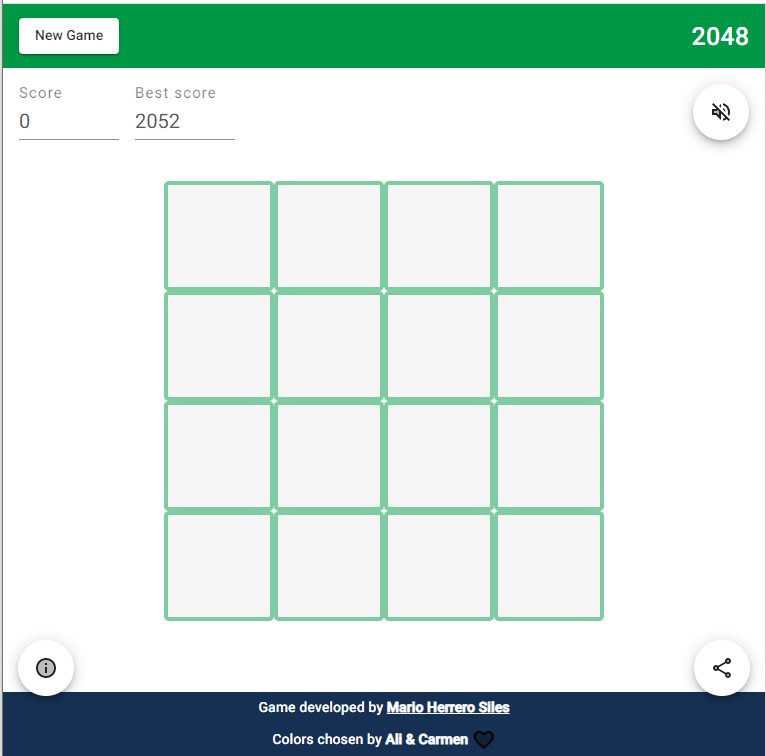 New Game
2048
Score
Best score
0
2052
Game developed by Mario Herrero Siles
Colors chosen by Ali & Carmen